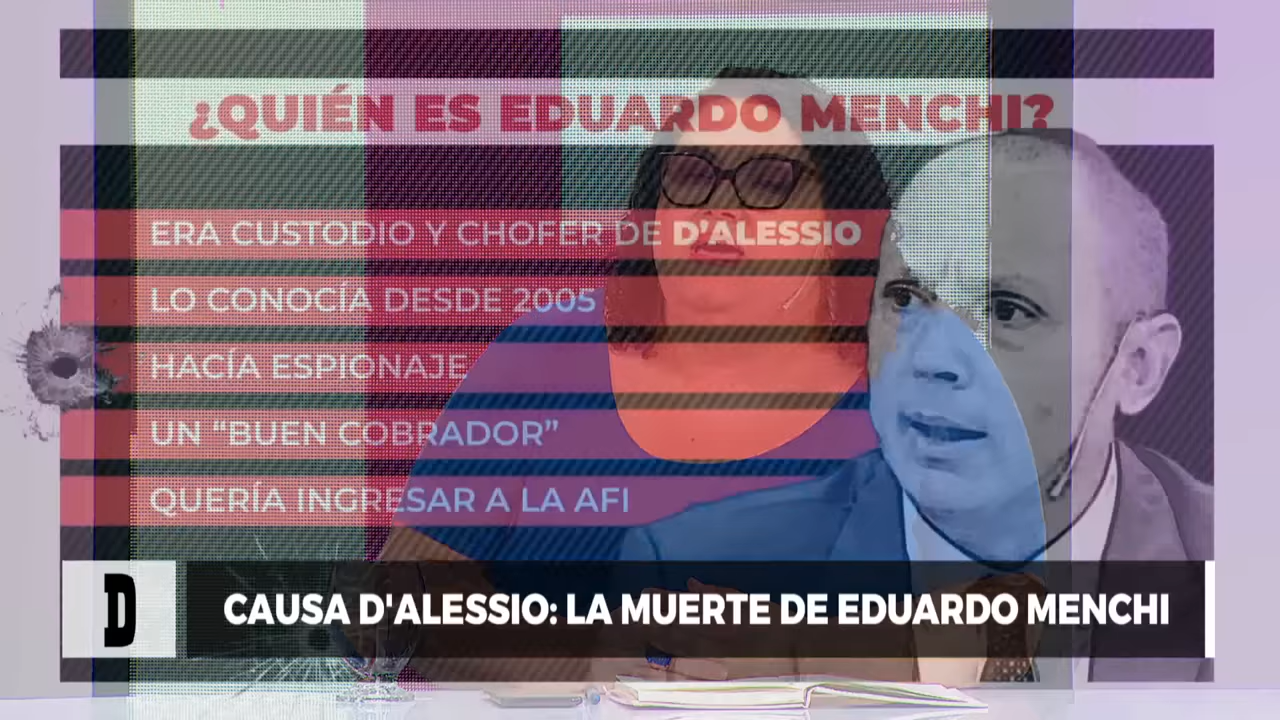 ¿QUIÉN ES EDUARDO MENCHI?
ERA CUSTODIO Y CHOFER DE D'ALESSIO
LO CONOCÍA DESDE 2005
HACÍA ESPIONAJE
UN “BUEN COBRADOR”
QUERÍA INGRESAR A LA AFI
D
CAUSA D'ALESSIO: LA MUERTE DE EDUARDO MENCHI